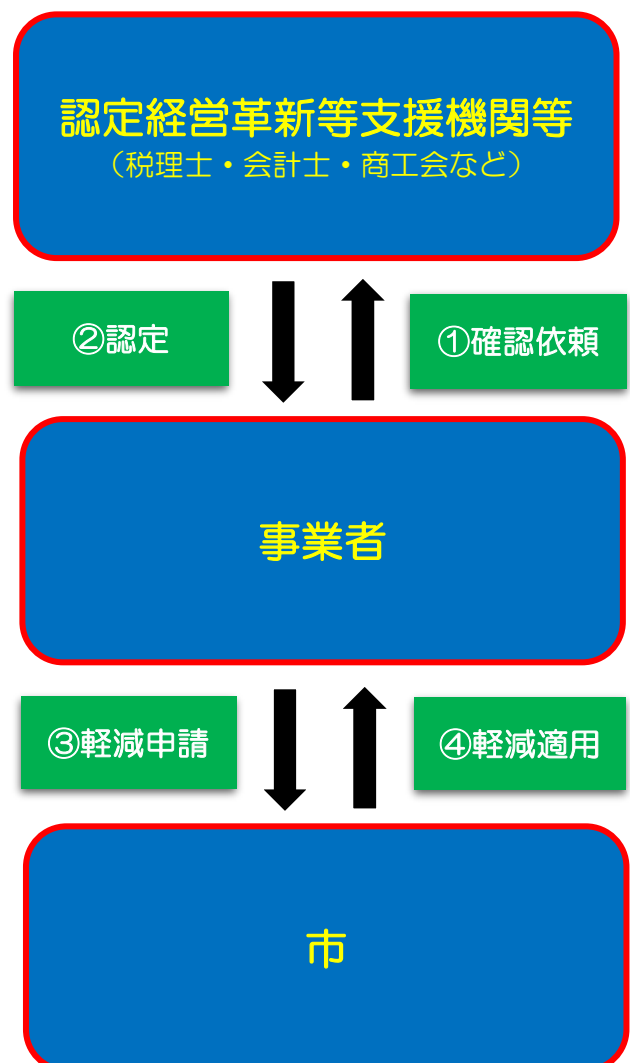 認定経営革新等支援機関等
（税理士・会計士・商工会など）
②認定
①確認依頼
事業者
③軽減申請
④軽減適用
市